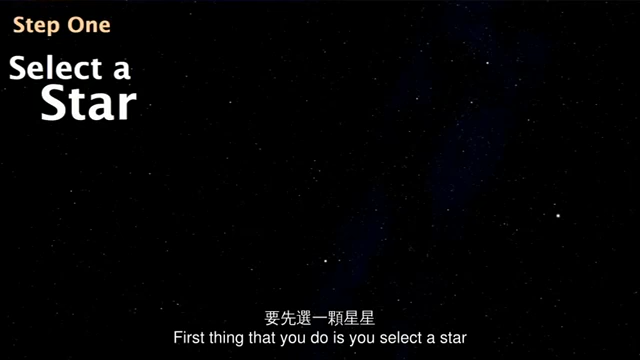 Step One
Select a
Star
要先選一顆星星
First thing that you do is you select a star